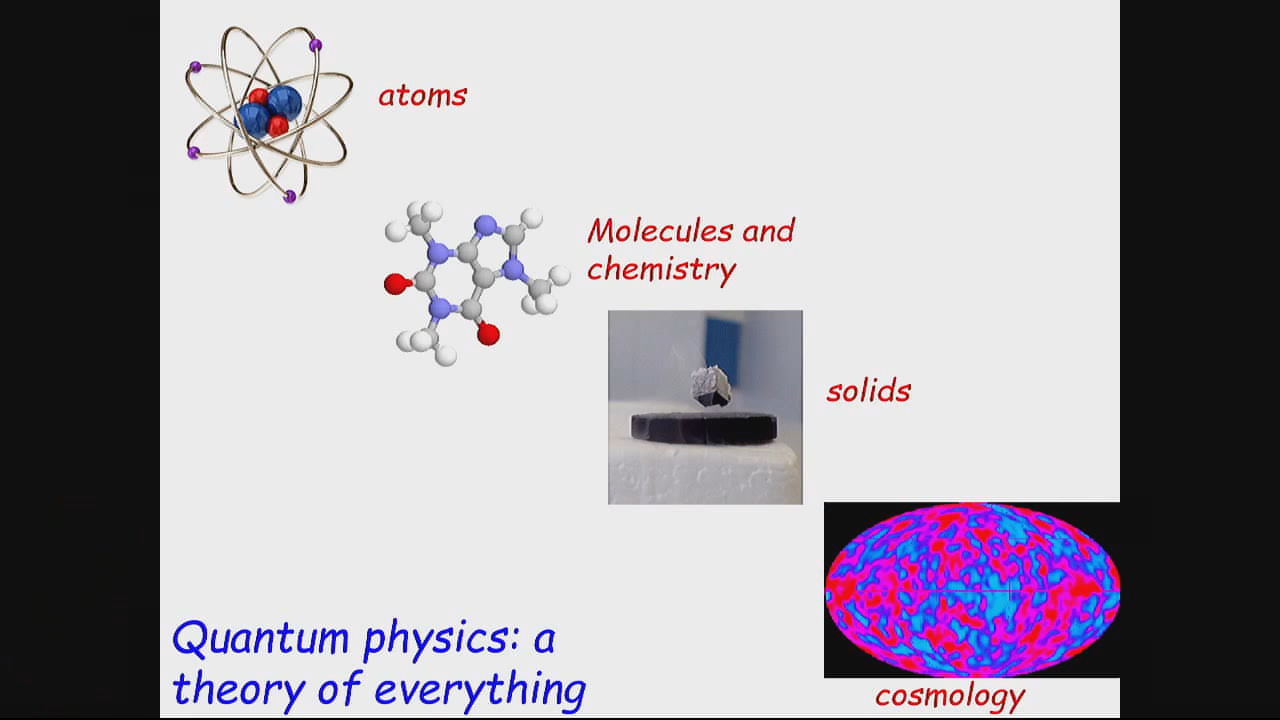 atoms
Molecules and
chemistry
solids
Quantum physics: a
theory of everything
cosmology